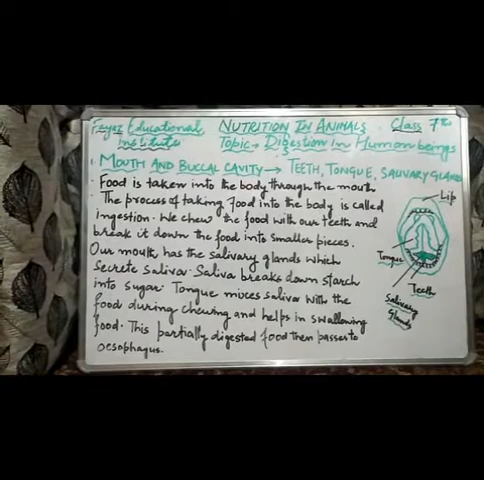 Fayaz Educational Institute
NUTRITION IN ANIMALS
Class 7th
Topic → Digestion in Human beings
1. MOUTH AND BUCCAL CAVITY → TEETH, TONGUE, SALIVARY GLANDS
Food is taken into the body through the mouth
The process of taking food into the body is called
ingestion. We chew the food with our teeth and
break it down the food into smaller pieces.
Our mouth has the salivary glands which
secrete saliva. Saliva breaks down starch
into sugar. Tongue mixes saliva with the
food during chewing and helps in swallowing
food. This partially digested food then passes to
oesophagus.
Lip
Tongue
Teeth
Salivary
Glands